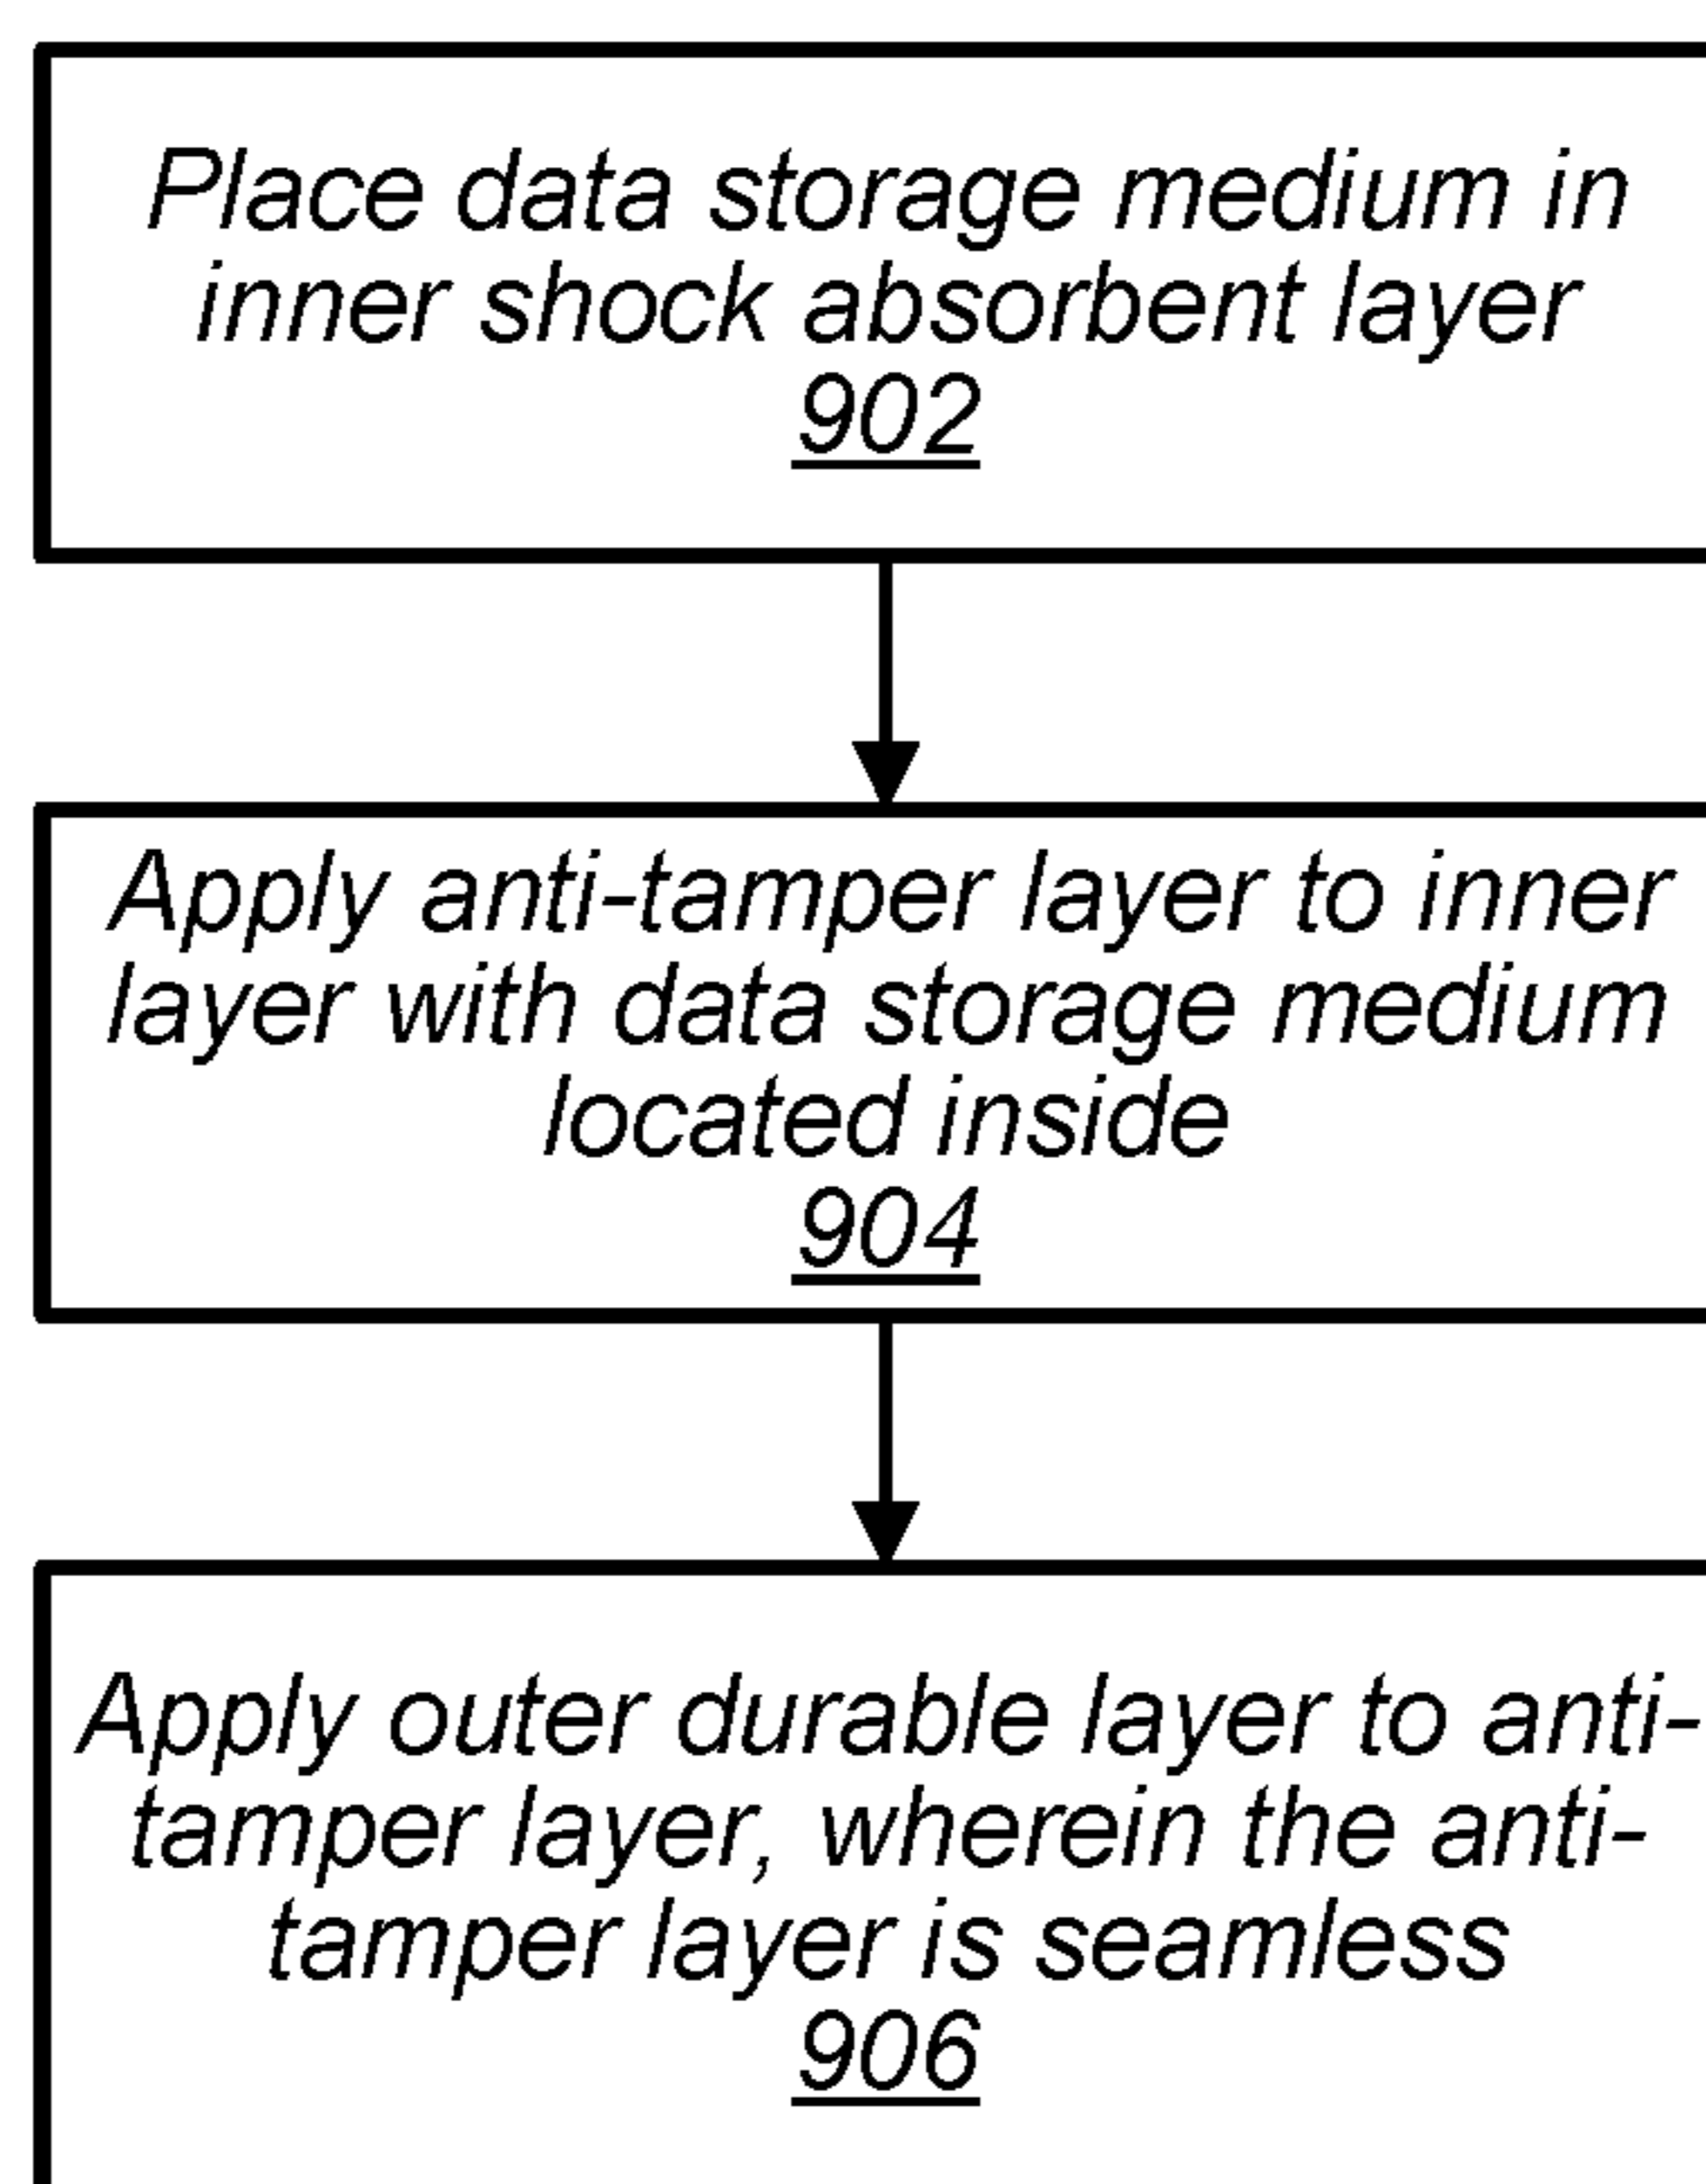 Place data storage medium in
inner shock absorbent layer
902
Apply anti-tamper layer to inner
layer with data storage medium
located inside
904
Apply outer durable layer to anti-
tamper layer, wherein the anti-
tamper layer is seamless
906